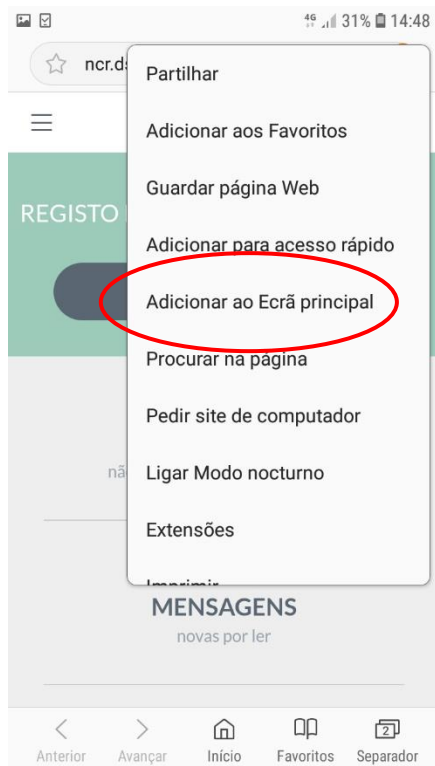 4G 31% 14:48
ncr.d
Partilhar
Adicionar aos Favoritos
Guardar página Web
REGISTO
Adicionar para acesso rápido
Adicionar ao Ecrã principal
Procurar na página
Pedir site de computador
nã
Ligar Modo nocturno
Extensões
Imprimir
MENSAGENS
novas por ler
2
Anterior Avançar Início Favoritos Separador